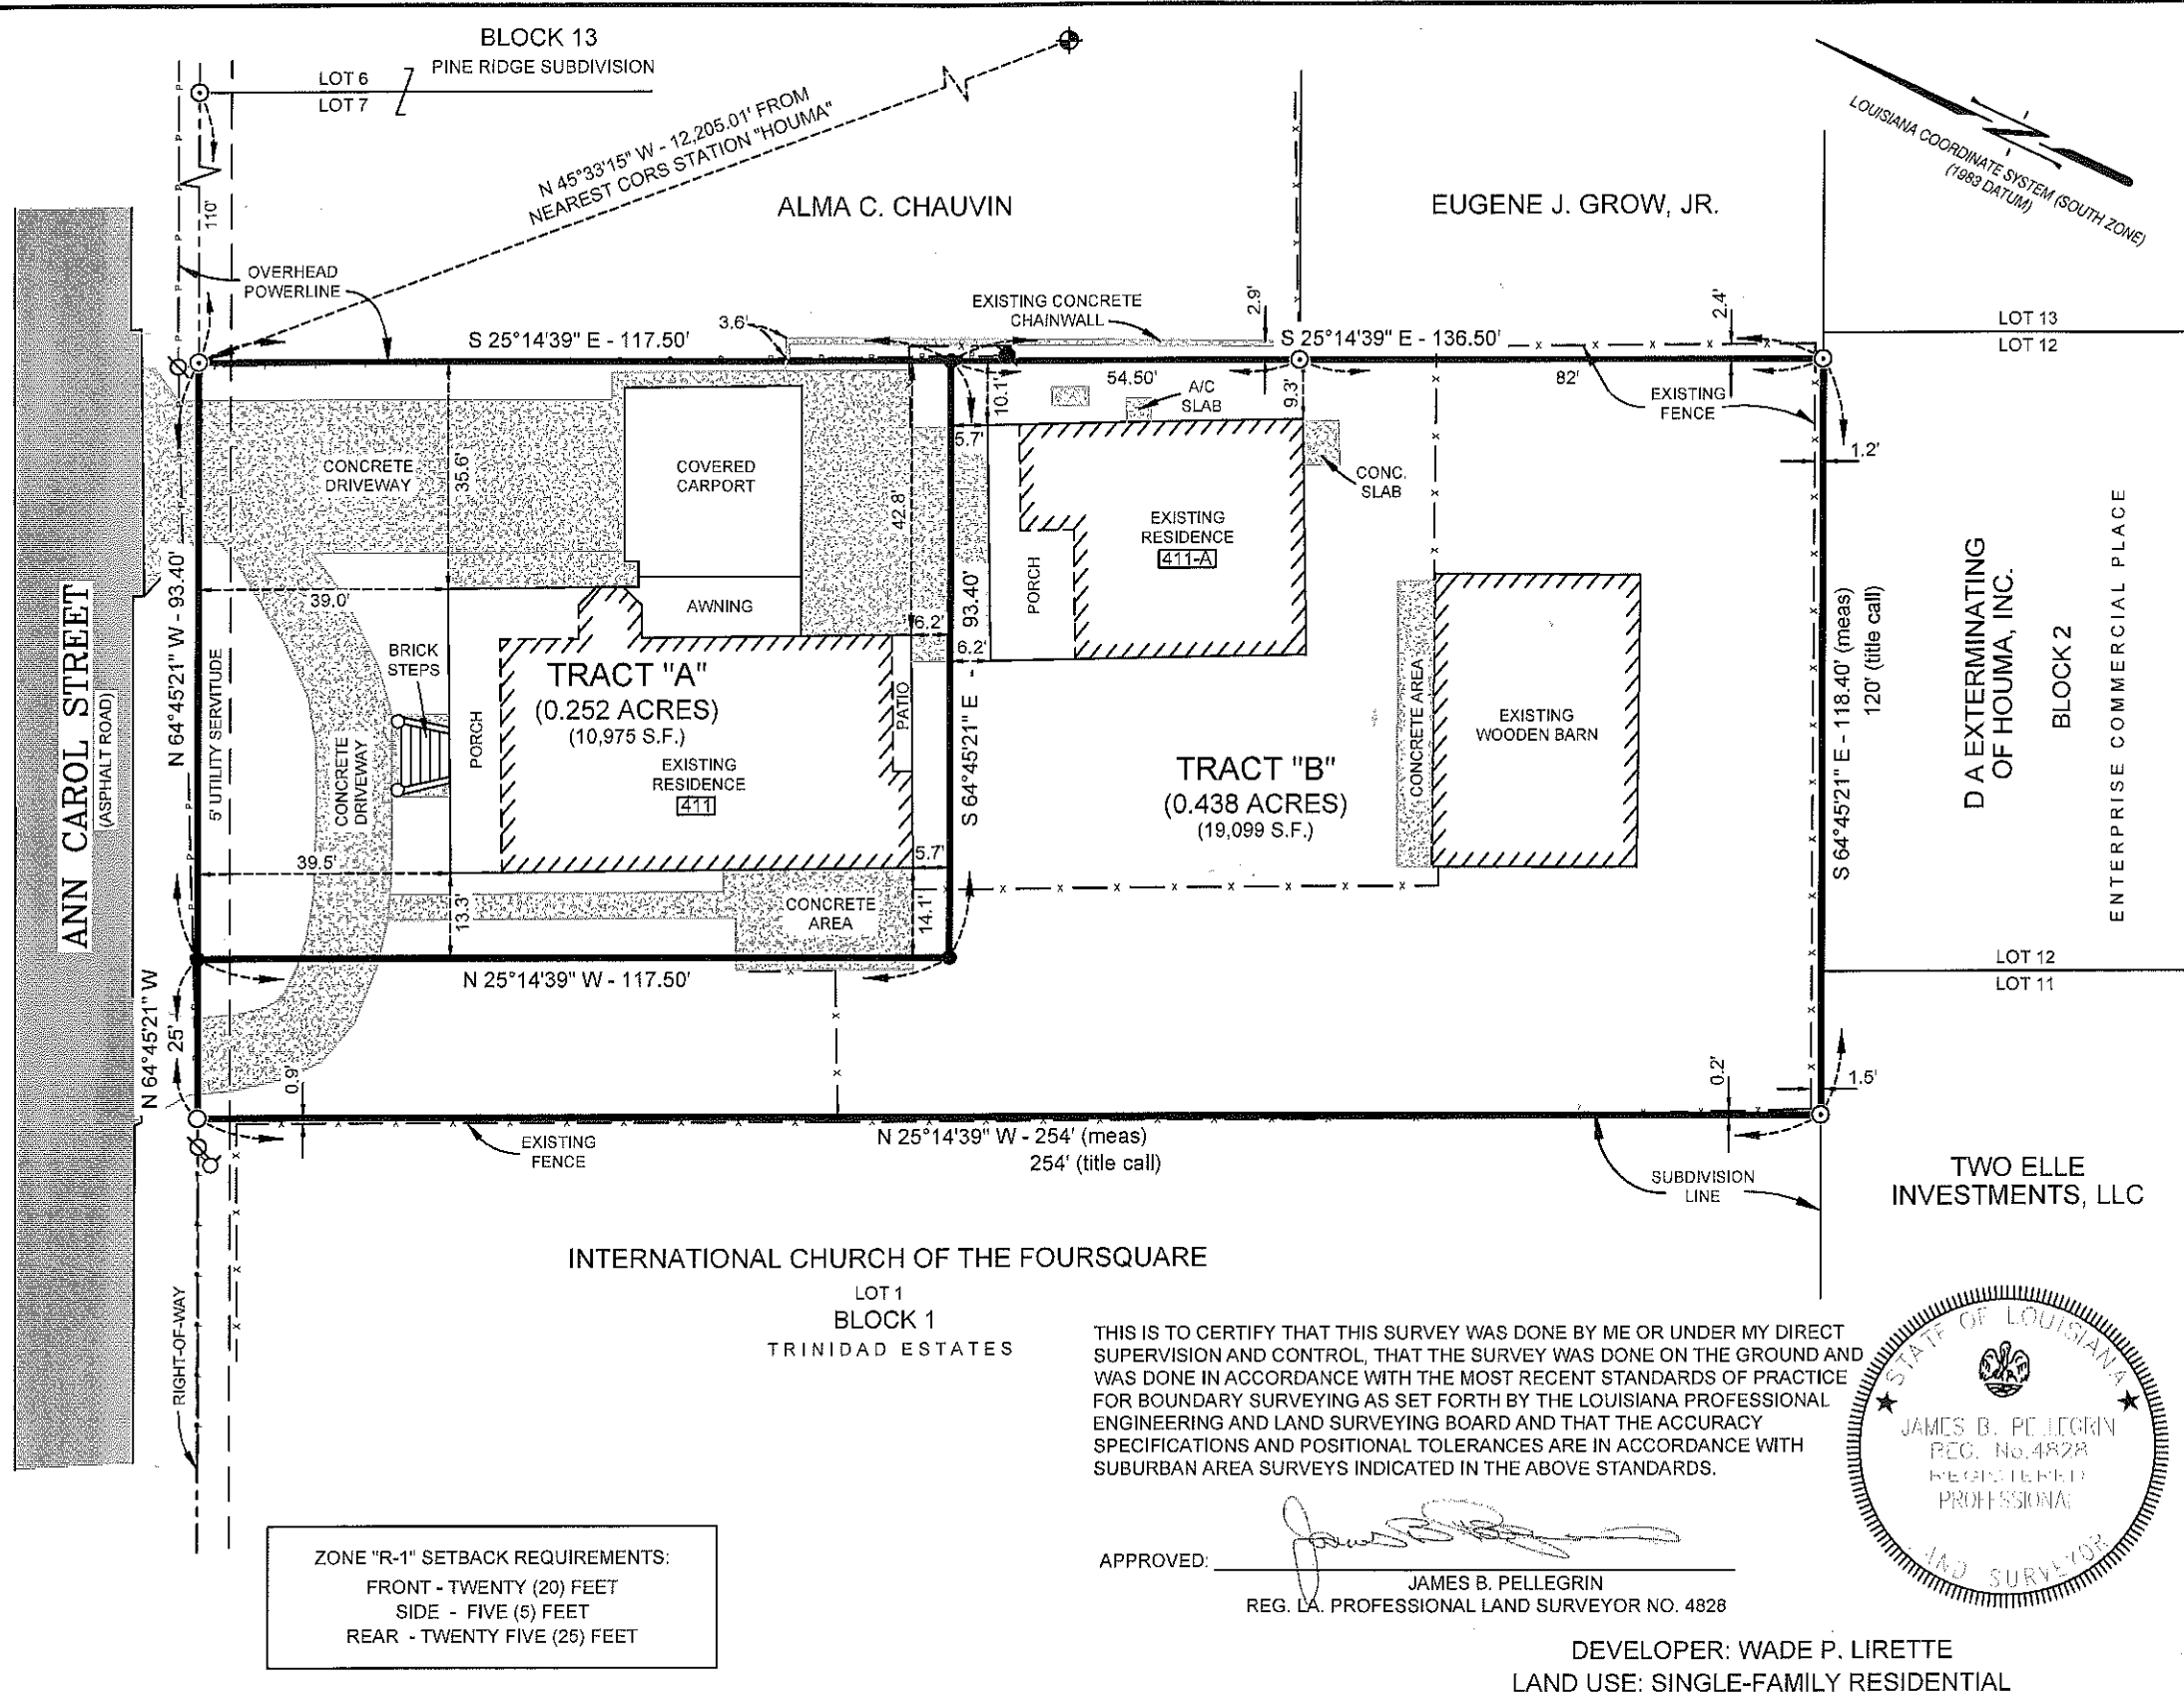 BLOCK 13
PINE RIDGE SUBDIVISION
LOT 6
LOT 7
N 45°33'15" W - 12,205.01' FROM
NEAREST CORS STATION "HOUMA"
LOUISIANA COORDINATE SYSTEM (SOUTH ZONE)
(1983 DATUM)
ALMA C. CHAUVIN
EUGENE J. GROW, JR.
110'
OVERHEAD
POWERLINE
EXISTING CONCRETE
CHAINWALL
2.9'
2.4'
LOT 13
LOT 12
S 25°14'39" E - 117.50'
3.6'
S 25°14'39" E - 136.50'
54.50'
82'
A/C
SLAB
10.1'
9.3'
EXISTING
FENCE
1.2'
5.7'
CONCRETE
DRIVEWAY
35.6'
COVERED
CARPORT
42.8'
CONC.
SLAB
EXISTING
RESIDENCE
411-A
PORCH
ANN CAROL STREET
(ASPHALT ROAD)
N 64°45'21" W - 93.40'
5' UTILITY SERVITUDE
39.0'
AWNING
6.2'
6.2'
S 64°45'21" E - 93.40'
BRICK
STEPS
PORCH
TRACT "A"
(0.252 ACRES)
(10,975 S.F.)
EXISTING
RESIDENCE
411
PATIO
CONCRETE
DRIVEWAY
TRACT "B"
(0.438 ACRES)
(19,099 S.F.)
CONCRETE AREA
EXISTING
WOODEN BARN
S 64°45'21" E - 118.40' (meas)
120' (title call)
D A EXTERMINATING
OF HOUMA, INC.
BLOCK 2
ENTERPRISE COMMERCIAL PLACE
39.5'
5.7'
13.3'
CONCRETE
AREA
14.1'
LOT 12
LOT 11
N 25°14'39" W - 117.50'
N 64°45'21" W
25'
0.9'
0.2'
1.5'
EXISTING
FENCE
N 25°14'39" W - 254' (meas)
254' (title call)
SUBDIVISION
LINE
TWO ELLE
INVESTMENTS, LLC
RIGHT-OF-WAY
INTERNATIONAL CHURCH OF THE FOURSQUARE
LOT 1
BLOCK 1
TRINIDAD ESTATES
THIS IS TO CERTIFY THAT THIS SURVEY WAS DONE BY ME OR UNDER MY DIRECT
SUPERVISION AND CONTROL, THAT THE SURVEY WAS DONE ON THE GROUND AND
WAS DONE IN ACCORDANCE WITH THE MOST RECENT STANDARDS OF PRACTICE
FOR BOUNDARY SURVEYING AS SET FORTH BY THE LOUISIANA PROFESSIONAL
ENGINEERING AND LAND SURVEYING BOARD AND THAT THE ACCURACY
SPECIFICATIONS AND POSITIONAL TOLERANCES ARE IN ACCORDANCE WITH
SUBURBAN AREA SURVEYS INDICATED IN THE ABOVE STANDARDS.
STATE OF LOUISIANA
JAMES B. PELLEGRIN
REG. No. 4828
REGISTERED
PROFESSIONAL
LAND SURVEYOR
APPROVED:
JAMES B. PELLEGRIN
REG. LA. PROFESSIONAL LAND SURVEYOR NO. 4828
ZONE "R-1" SETBACK REQUIREMENTS:
FRONT - TWENTY (20) FEET
SIDE - FIVE (5) FEET
REAR - TWENTY FIVE (25) FEET
DEVELOPER: WADE P. LIRETTE
LAND USE: SINGLE-FAMILY RESIDENTIAL